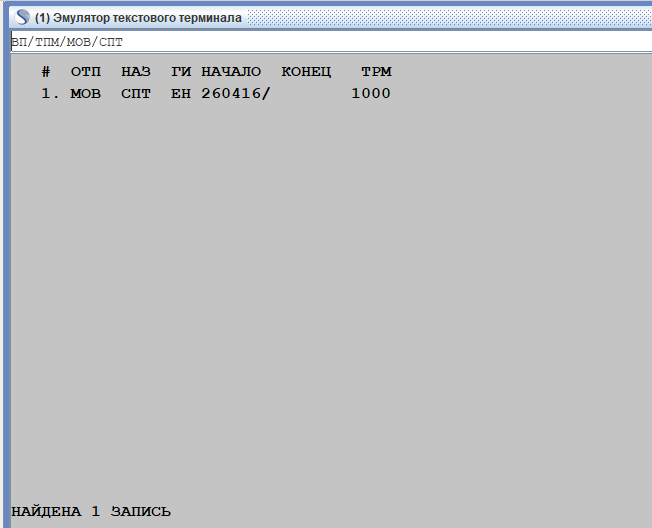 (1) Эмулятор текстового терминала
ВП/ТПМ/МОВ/СПТ
# ОТП НАЗ ГИ НАЧАЛО КОНЕЦ ТРМ
1. МОВ СПТ ЕН 260416/ 1000
НАЙДЕНА 1 ЗАПИСЬ